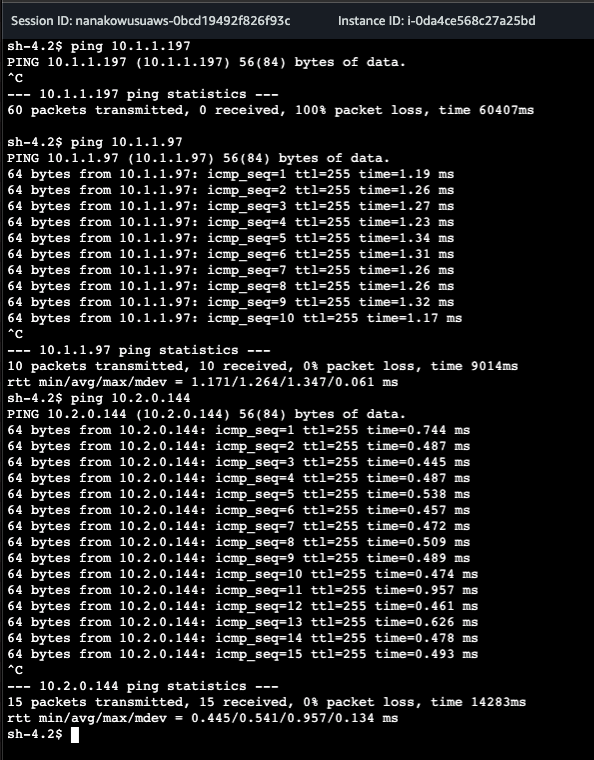 Session ID: nanakowusuaws-0bcd19492f826f93c Instance ID: i-0da4ce568c27a25bd
sh-4.2$ ping 10.1.1.197
PING 10.1.1.197 (10.1.1.197) 56(84) bytes of data.
^C
--- 10.1.1.197 ping statistics ---
60 packets transmitted, 0 received, 100% packet loss, time 60407ms

sh-4.2$ ping 10.1.1.97
PING 10.1.1.97 (10.1.1.97) 56(84) bytes of data.
64 bytes from 10.1.1.97: icmp_seq=1 ttl=255 time=1.19 ms
64 bytes from 10.1.1.97: icmp_seq=2 ttl=255 time=1.26 ms
64 bytes from 10.1.1.97: icmp_seq=3 ttl=255 time=1.27 ms
64 bytes from 10.1.1.97: icmp_seq=4 ttl=255 time=1.23 ms
64 bytes from 10.1.1.97: icmp_seq=5 ttl=255 time=1.34 ms
64 bytes from 10.1.1.97: icmp_seq=6 ttl=255 time=1.31 ms
64 bytes from 10.1.1.97: icmp_seq=7 ttl=255 time=1.26 ms
64 bytes from 10.1.1.97: icmp_seq=8 ttl=255 time=1.26 ms
64 bytes from 10.1.1.97: icmp_seq=9 ttl=255 time=1.32 ms
64 bytes from 10.1.1.97: icmp_seq=10 ttl=255 time=1.17 ms
^C
--- 10.1.1.97 ping statistics ---
10 packets transmitted, 10 received, 0% packet loss, time 9014ms
rtt min/avg/max/mdev = 1.171/1.264/1.347/0.061 ms
sh-4.2$ ping 10.2.0.144
PING 10.2.0.144 (10.2.0.144) 56(84) bytes of data.
64 bytes from 10.2.0.144: icmp_seq=1 ttl=255 time=0.744 ms
64 bytes from 10.2.0.144: icmp_seq=2 ttl=255 time=0.487 ms
64 bytes from 10.2.0.144: icmp_seq=3 ttl=255 time=0.445 ms
64 bytes from 10.2.0.144: icmp_seq=4 ttl=255 time=0.487 ms
64 bytes from 10.2.0.144: icmp_seq=5 ttl=255 time=0.538 ms
64 bytes from 10.2.0.144: icmp_seq=6 ttl=255 time=0.457 ms
64 bytes from 10.2.0.144: icmp_seq=7 ttl=255 time=0.472 ms
64 bytes from 10.2.0.144: icmp_seq=8 ttl=255 time=0.509 ms
64 bytes from 10.2.0.144: icmp_seq=9 ttl=255 time=0.489 ms
64 bytes from 10.2.0.144: icmp_seq=10 ttl=255 time=0.474 ms
64 bytes from 10.2.0.144: icmp_seq=11 ttl=255 time=0.957 ms
64 bytes from 10.2.0.144: icmp_seq=12 ttl=255 time=0.461 ms
64 bytes from 10.2.0.144: icmp_seq=13 ttl=255 time=0.626 ms
64 bytes from 10.2.0.144: icmp_seq=14 ttl=255 time=0.478 ms
64 bytes from 10.2.0.144: icmp_seq=15 ttl=255 time=0.493 ms
^C
--- 10.2.0.144 ping statistics ---
15 packets transmitted, 15 received, 0% packet loss, time 14283ms
rtt min/avg/max/mdev = 0.445/0.541/0.957/0.134 ms
sh-4.2$